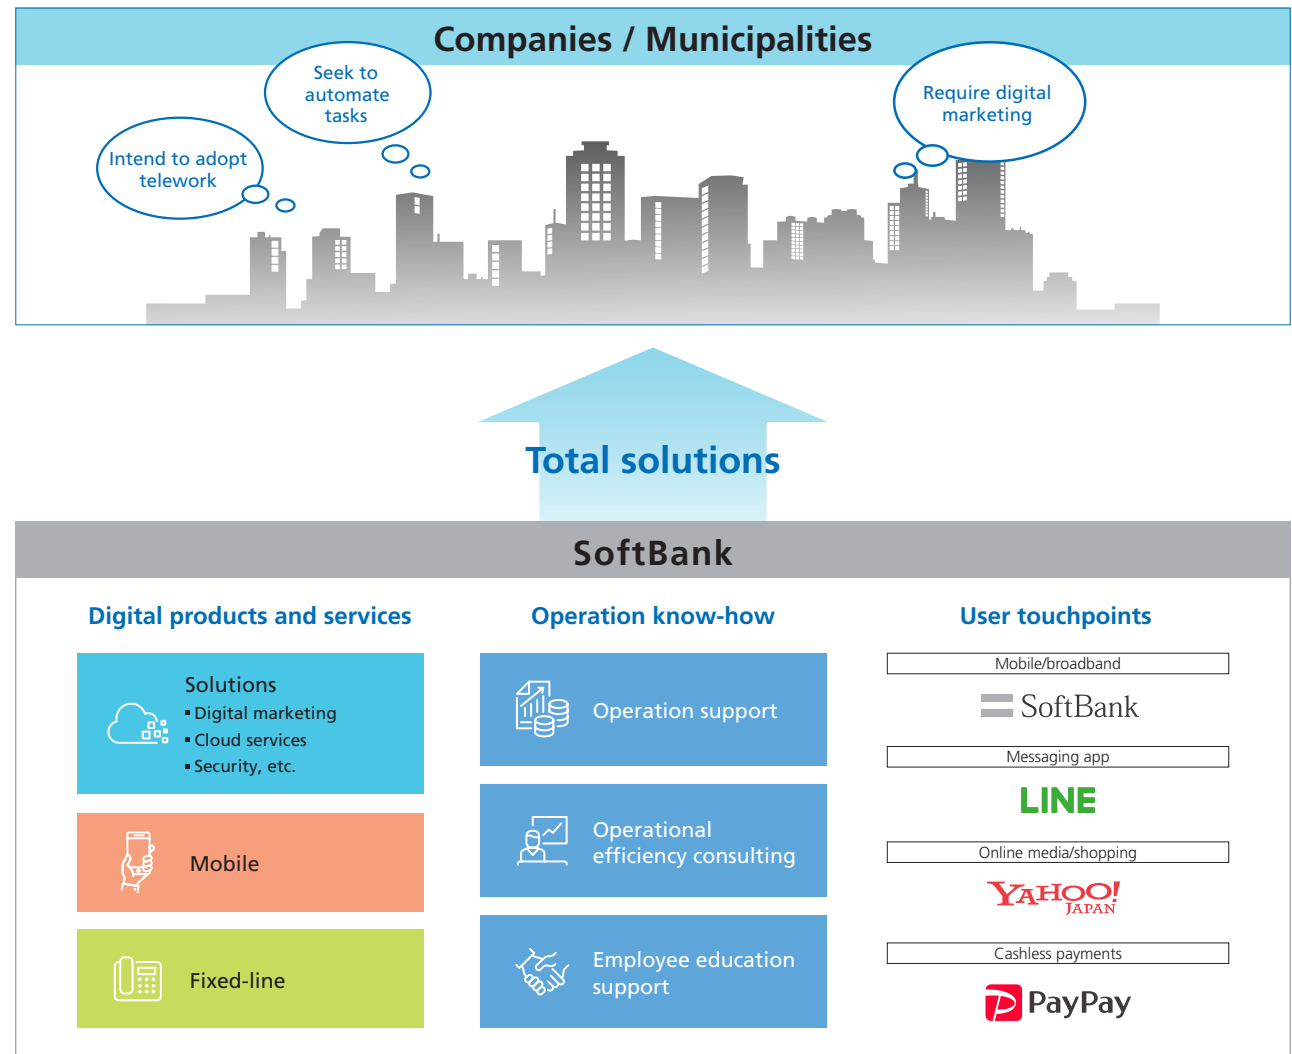 Companies / Municipalities
Seek to
automate
tasks
Require digital
marketing
Intend to adopt
telework
Total solutions
SoftBank
Digital products and services
Solutions
▪ Digital marketing
▪ Cloud services
▪ Security, etc.
Mobile
Fixed-line
Operation know-how
Operation support
Operational
efficiency consulting
Employee education
support
User touchpoints
Mobile/broadband
SoftBank
Messaging app
LINE
Online media/shopping
YAHOO!
JAPAN
Cashless payments
PayPay